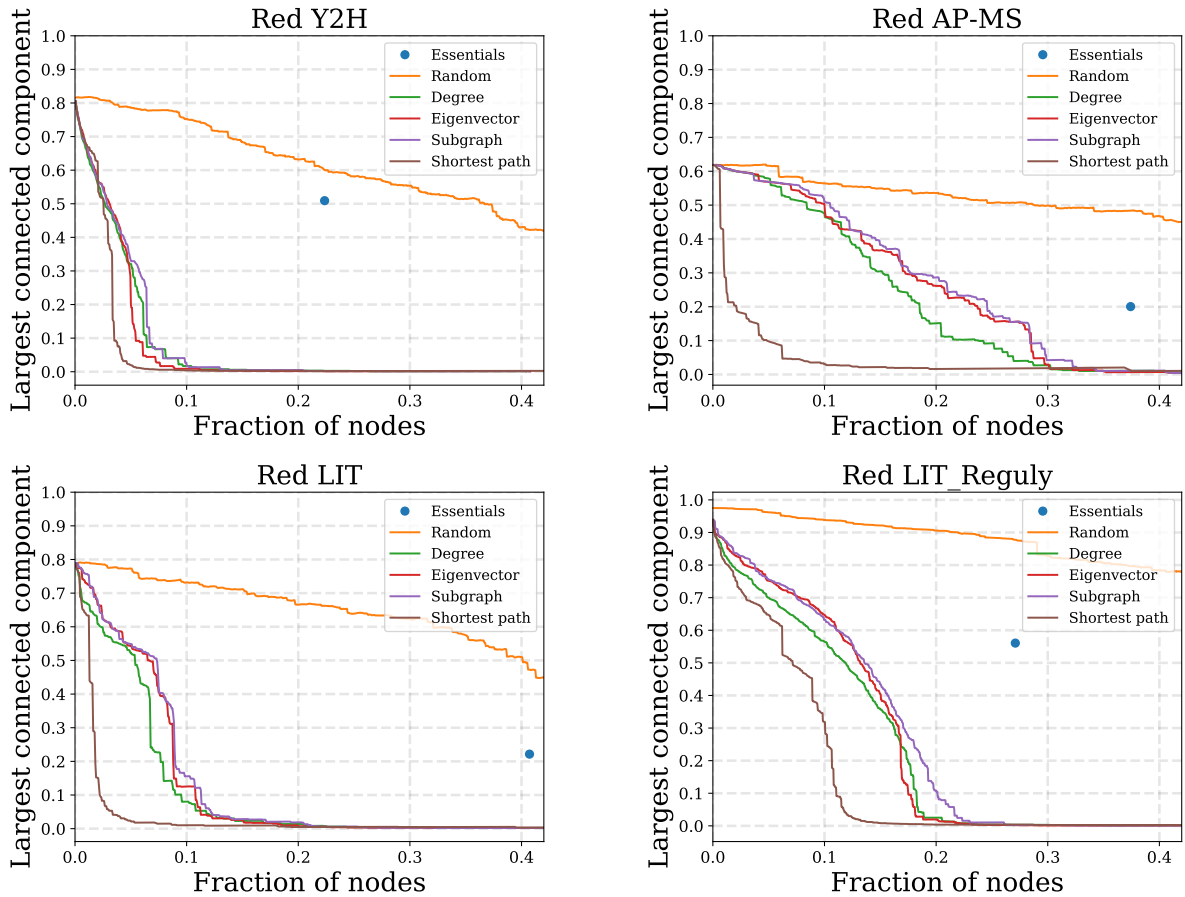 Red Y2H
Largest connected component
1.0
0.9
0.8
0.7
0.6
0.5
0.4
0.3
0.2
0.1
0.0
0.0 0.1 0.2 0.3 0.4
Fraction of nodes
Essentials
Random
Degree
Eigenvector
Subgraph
Shortest path
Red AP-MS
Largest connected component
1.0
0.9
0.8
0.7
0.6
0.5
0.4
0.3
0.2
0.1
0.0
0.0 0.1 0.2 0.3 0.4
Fraction of nodes
Essentials
Random
Degree
Eigenvector
Subgraph
Shortest path
Red LIT
Largest connected component
1.0
0.9
0.8
0.7
0.6
0.5
0.4
0.3
0.2
0.1
0.0
0.0 0.1 0.2 0.3 0.4
Fraction of nodes
Essentials
Random
Degree
Eigenvector
Subgraph
Shortest path
Red LIT_Reguly
Largest connected component
1.0
0.9
0.8
0.7
0.6
0.5
0.4
0.3
0.2
0.1
0.0
0.0 0.1 0.2 0.3 0.4
Fraction of nodes
Essentials
Random
Degree
Eigenvector
Subgraph
Shortest path